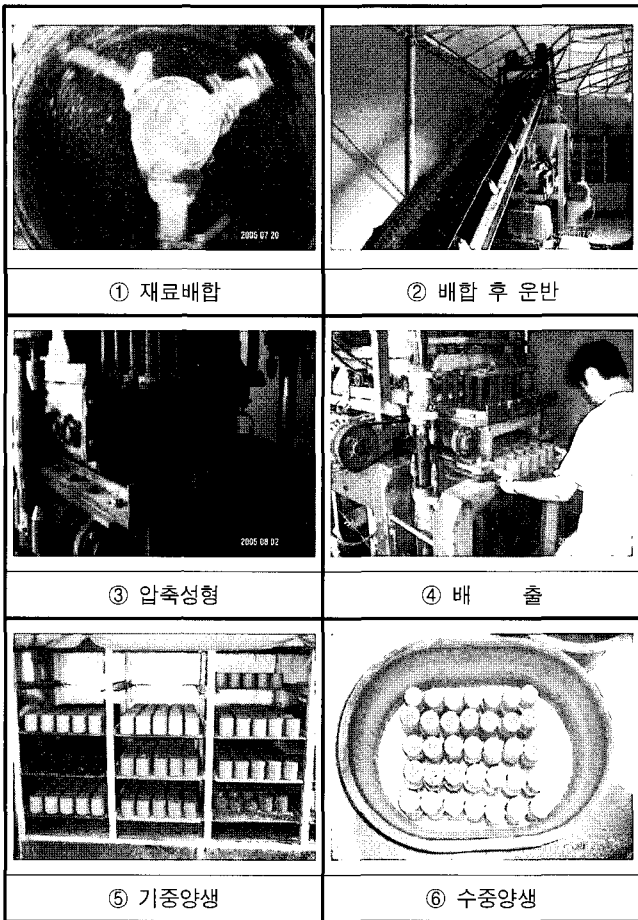 2005 07 20
① 재료배합
② 배합 후 운반
2005 08 02
③ 압축성형
④ 배 출
⑤ 기중양생
⑥ 수중양생